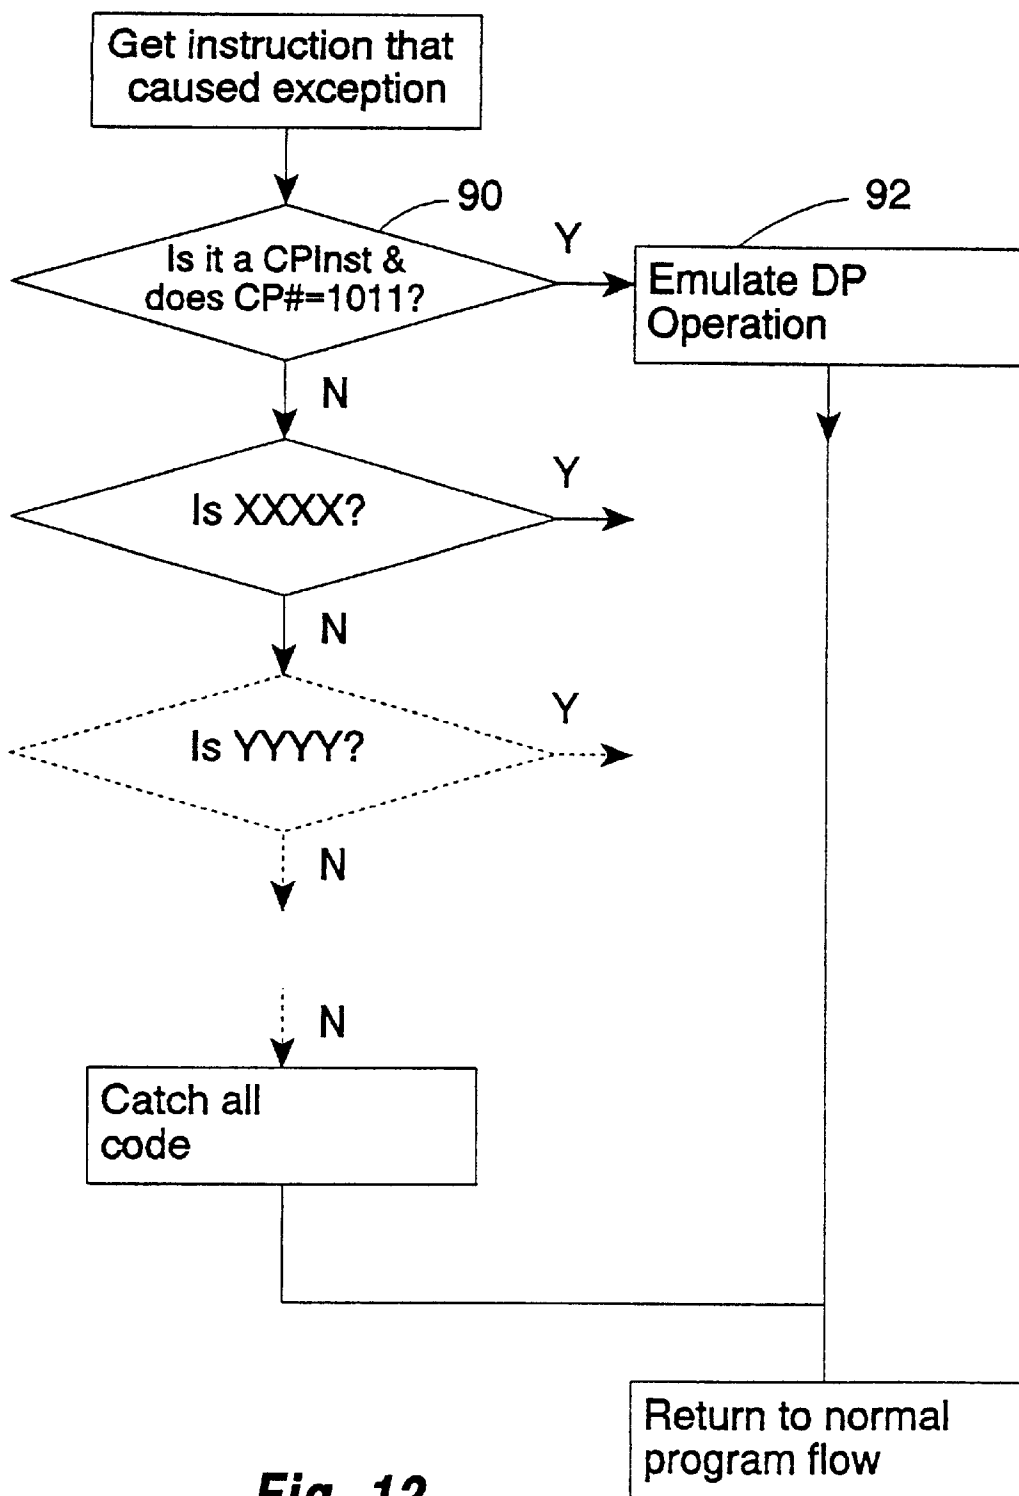 Get instruction that
caused exception
90
92
Is it a CPInst &
does CP#=1011?
Y
Emulate DP
Operation
N
Is XXXX?
Y
N
Is YYYY?
Y
N
N
Catch all
code
Return to normal
program flow
Fig. 12